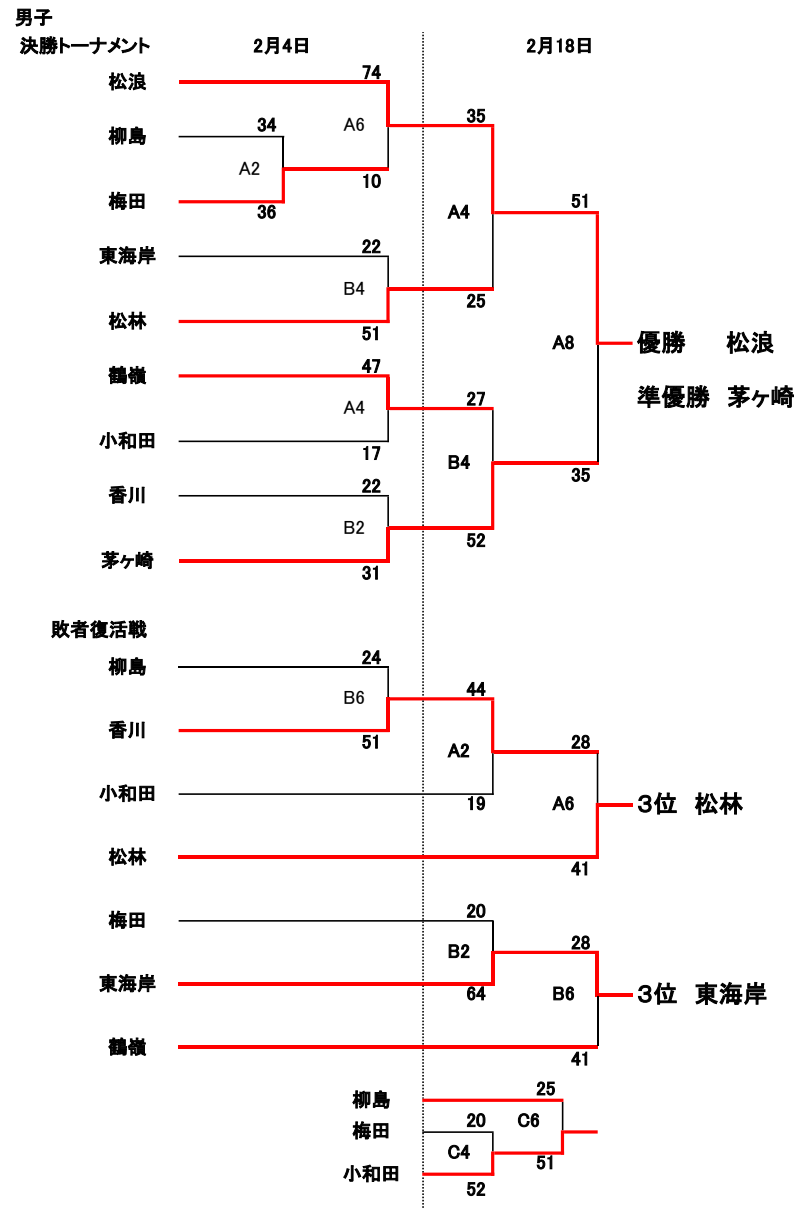 男子
決勝トーナメント 2月4日 2月18日
74
松浪
35
34 A6
柳島
A2
10
梅田 51
36 A4
22
東海岸
B4
25
松林
51 A8 優勝 松浪
47
鶴嶺
27 準優勝 茅ヶ崎
A4
小和田
17 B4
35
22
香川
B2
52
茅ヶ崎
31
敗者復活戦
24
柳島
44
B6
香川
51 A2 28
小和田
19 A6 3位 松林
松林
41
20
梅田
B2 28
東海岸
64 B6 3位 東海岸
鶴嶺
41
25
柳島
20 C6
梅田
C4
51
小和田
52